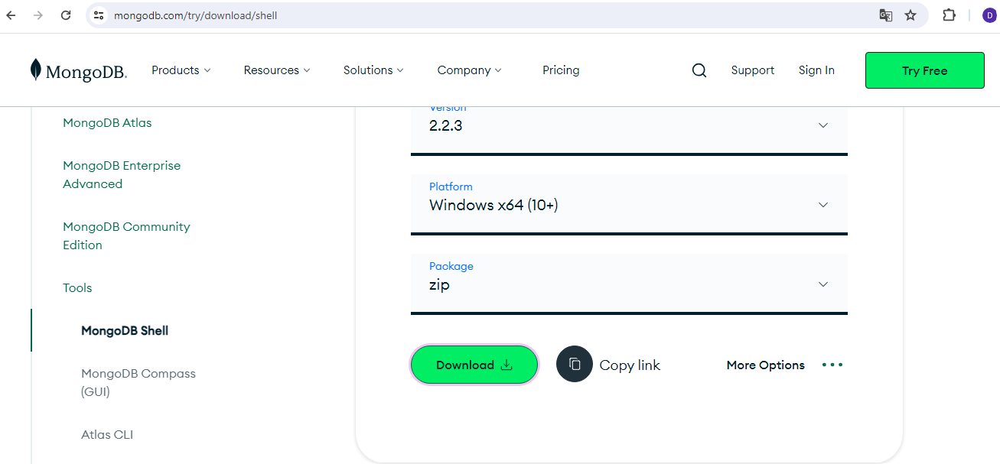 mongodb.com/try/download/shell
D
MongoDB.
Products
Resources
Solutions
Company
Pricing
Support
Sign In
Try Free
MongoDB Atlas
MongoDB Enterprise
Advanced
MongoDB Community
Edition
Tools
MongoDB Shell
MongoDB Compass
(GUI)
Atlas CLI
Version
2.2.3
Platform
Windows x64 (10+)
Package
zip
Download
Copy link
More Options